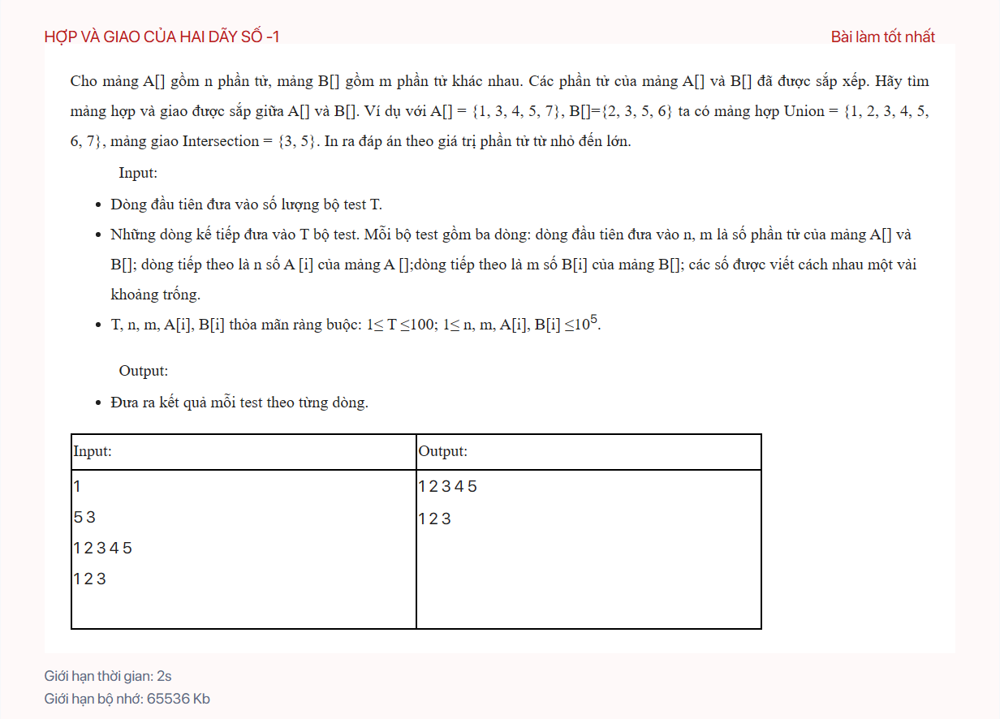 HỢP VÀ GIAO CỦA HAI DÃY SỐ -1
Bài làm tốt nhất
Cho mảng A[] gồm n phần tử, mảng B[] gồm m phần tử khác nhau. Các phần tử của mảng A[] và B[] đã được sắp xếp. Hãy tìm
mảng hợp và giao được sắp giữa A[] và B[]. Ví dụ với A[] = {1, 3, 4, 5, 7}, B[]={2, 3, 5, 6} ta có mảng hợp Union = {1, 2, 3, 4, 5,
6, 7}, mảng giao Intersection = {3, 5}. In ra đáp án theo giá trị phần tử từ nhỏ đến lớn.
Input:
• Dòng đầu tiên đưa vào số lượng bộ test T.
• Những dòng kế tiếp đưa vào T bộ test. Mỗi bộ test gồm ba dòng: dòng đầu tiên đưa vào n, m là số phần tử của mảng A[] và
B[]; dòng tiếp theo là n số A [i] của mảng A [];dòng tiếp theo là m số B[i] của mảng B[]; các số được viết cách nhau một vài
khoảng trống.
• T, n, m, A[i], B[i] thỏa mãn ràng buộc: 1≤ T ≤100; 1≤ n, m, A[i], B[i] ≤10⁵.
Output:
• Đưa ra kết quả mỗi test theo từng dòng.
Input:
Output:
1
5 3
1 2 3 4 5
1 2 3
1 2 3 4 5
1 2 3
Giới hạn thời gian: 2s
Giới hạn bộ nhớ: 65536 Kb